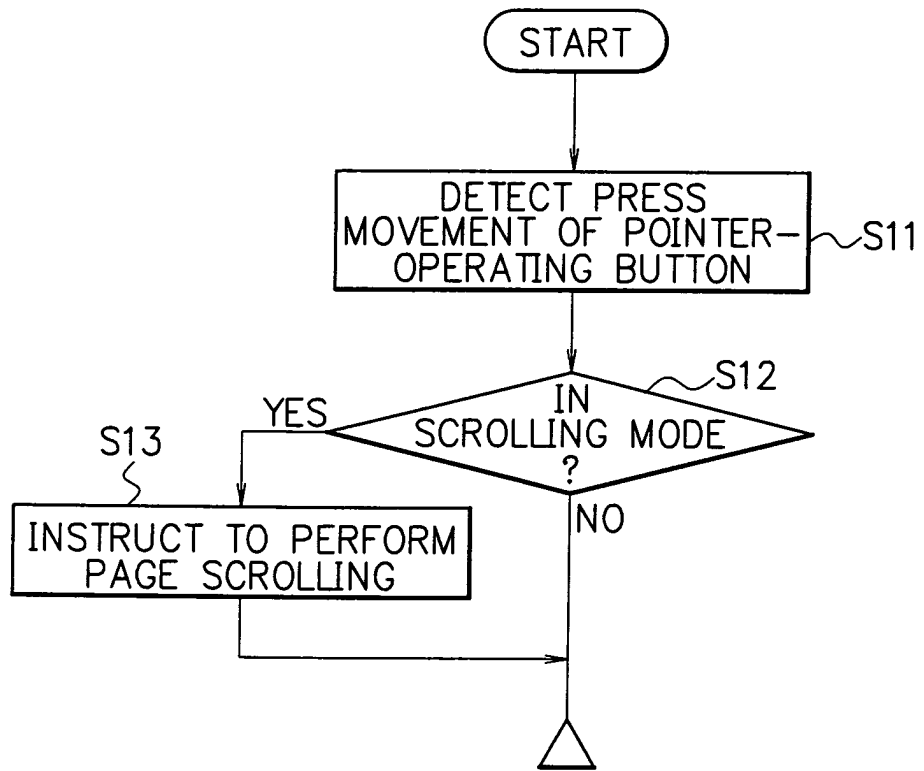 START
DETECT PRESS
MOVEMENT OF POINTER-
OPERATING BUTTON
S11
S12
IN
SCROLLING MODE
?
YES
NO
S13
INSTRUCT TO PERFORM
PAGE SCROLLING